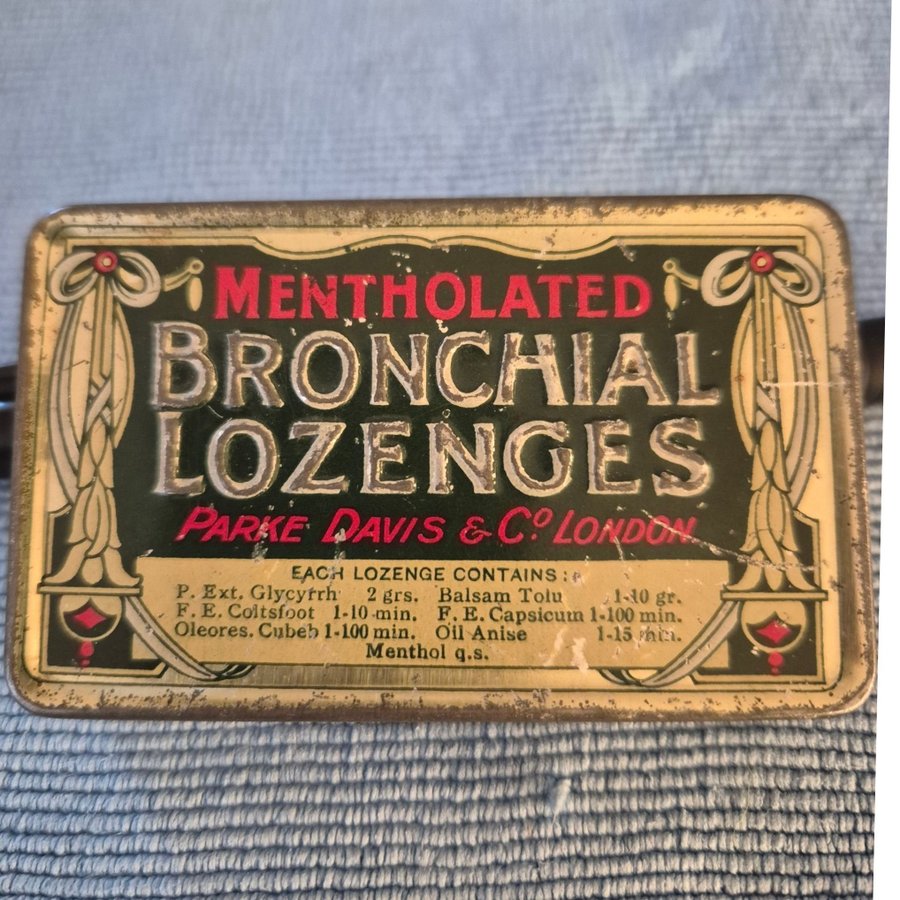 MENTHOLATED
BRONCHIAL
LOZENGES
PARKE DAVIS & Cº LONDON.
EACH LOZENGE CONTAINS:
P. Ext. Glycyrrh 2 grs. Balsam Tolu 1-10 gr.
F. E. Coltsfoot 1-10 min. F. E. Capsicum 1-100 min.
Oleores. Cubeb 1-100 min. Oil Anise 1-15 min.
Menthol q.s.